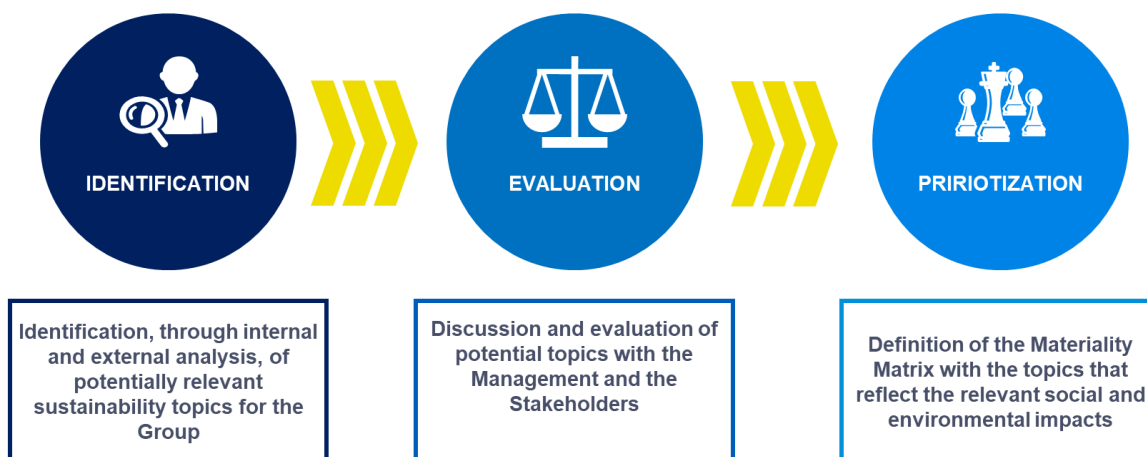 IDENTIFICATION
EVALUATION
PRIRIOTIZATION
Identification, through internal
and external analysis, of
potentially relevant
sustainability topics for the
Group
Discussion and evaluation of
potential topics with the
Management and the
Stakeholders
Definition of the Materiality
Matrix with the topics that
reflect the relevant social and
environmental impacts